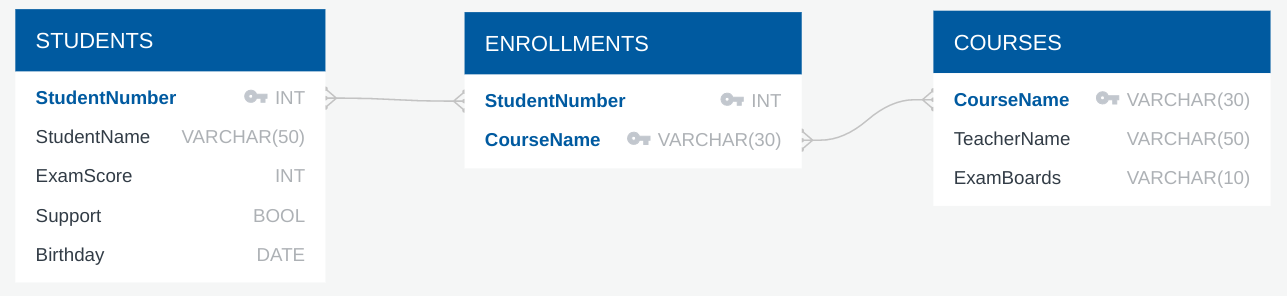 STUDENTS
StudentNumber INT
StudentName VARCHAR(50)
ExamScore INT
Support BOOL
Birthday DATE
ENROLLMENTS
StudentNumber INT
CourseName VARCHAR(30)
COURSES
CourseName VARCHAR(30)
TeacherName VARCHAR(50)
ExamBoards VARCHAR(10)